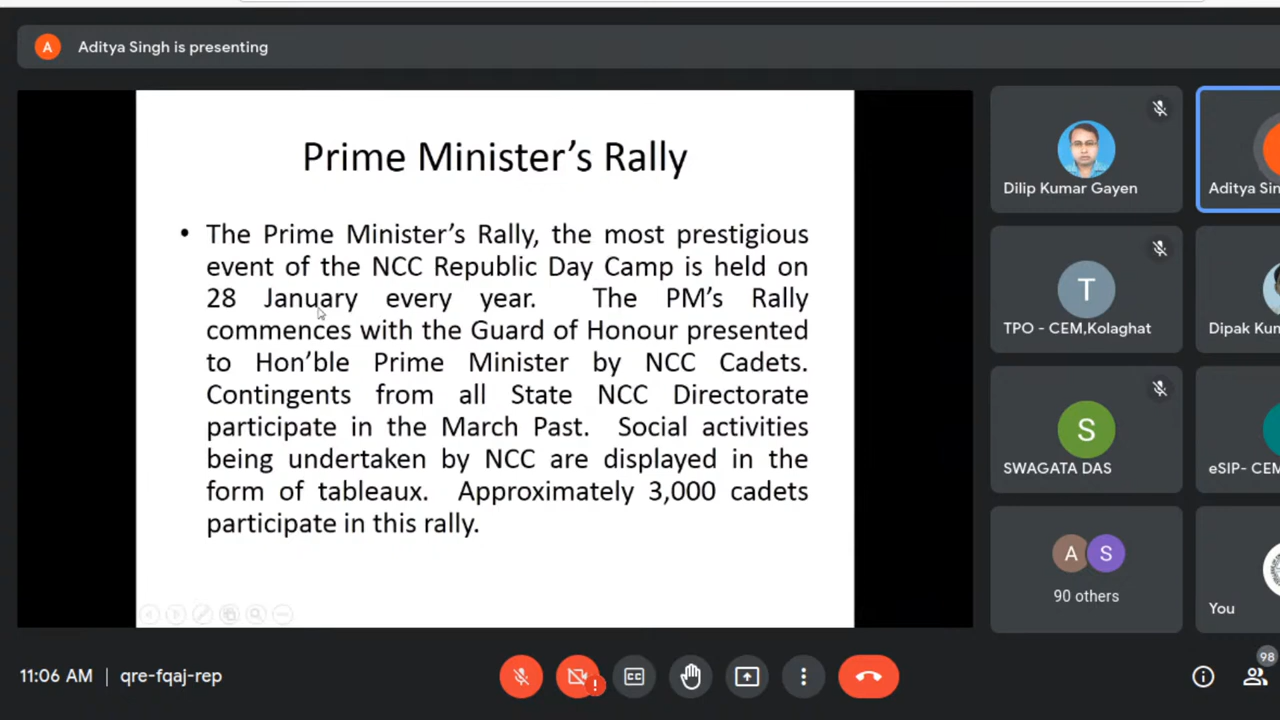 A Aditya Singh is presenting
Prime Minister's Rally
• The Prime Minister's Rally, the most prestigious
event of the NCC Republic Day Camp is held on
28 January every year. The PM's Rally
commences with the Guard of Honour presented
to Hon'ble Prime Minister by NCC Cadets.
Contingents from all State NCC Directorate
participate in the March Past. Social activities
being undertaken by NCC are displayed in the
form of tableaux. Approximately 3,000 cadets
participate in this rally.
Dilip Kumar Gayen
Aditya Sin
T
TPO - CEM,Kolaghat
Dipak Kum
S
SWAGATA DAS
eSIP- CEM
A S
90 others
You
11:06 AM | qre-fqaj-rep
CC
98